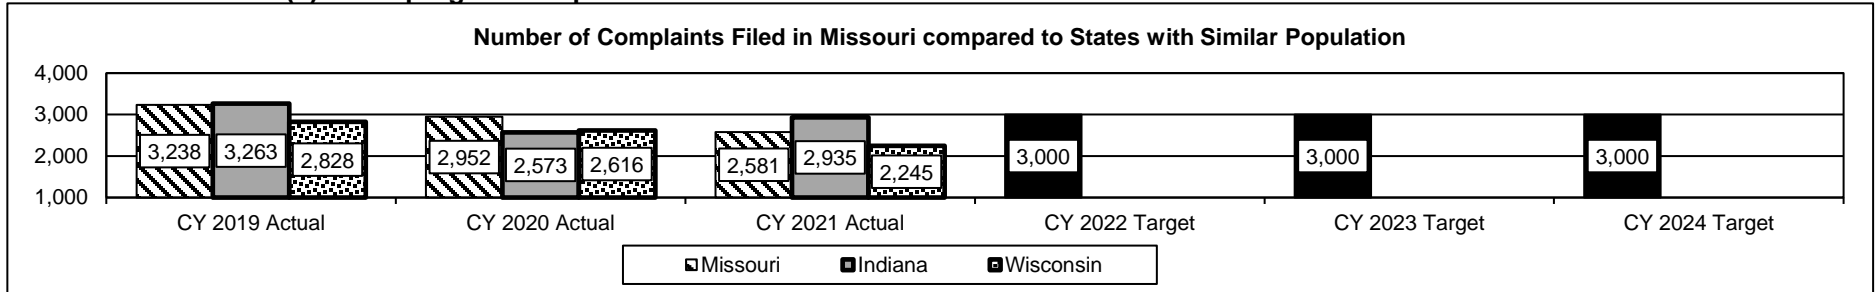 Number of Complaints Filed in Missouri compared to States with Similar Population
4,000
3,000
2,000
1,000
3,238 3,263 2,828 2,952 2,573 2,616 2,581 2,935 2,245 3,000 3,000 3,000
CY 2019 Actual CY 2020 Actual CY 2021 Actual CY 2022 Target CY 2023 Target CY 2024 Target
Missouri Indiana Wisconsin